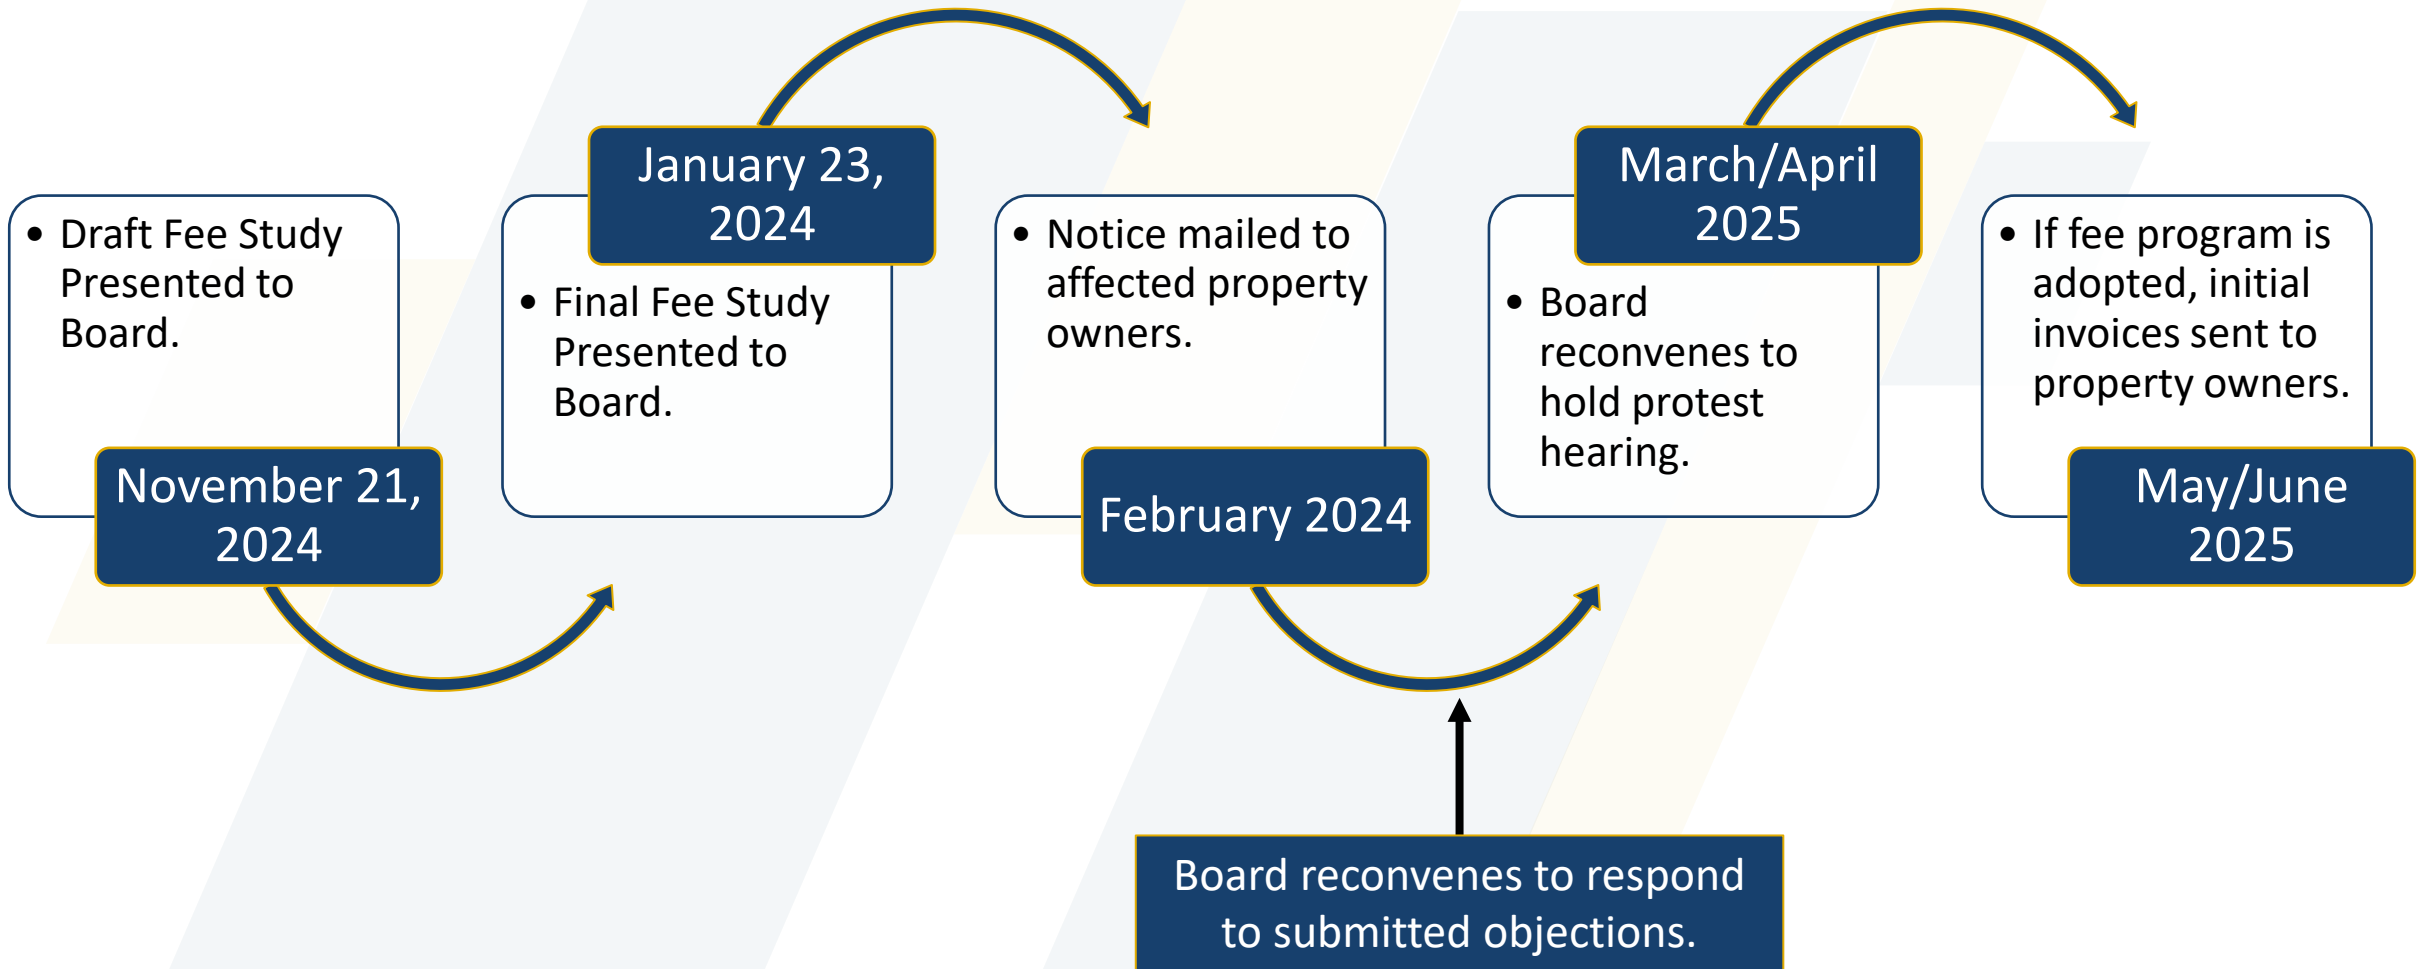 • Draft Fee Study
Presented to
Board.
November 21,
2024
January 23,
2024
• Final Fee Study
Presented to
Board.
• Notice mailed to
affected property
owners.
February 2024
March/April
2025
• Board
reconvenes to
hold protest
hearing.
• If fee program is
adopted, initial
invoices sent to
property owners.
May/June
2025
Board reconvenes to respond
to submitted objections.